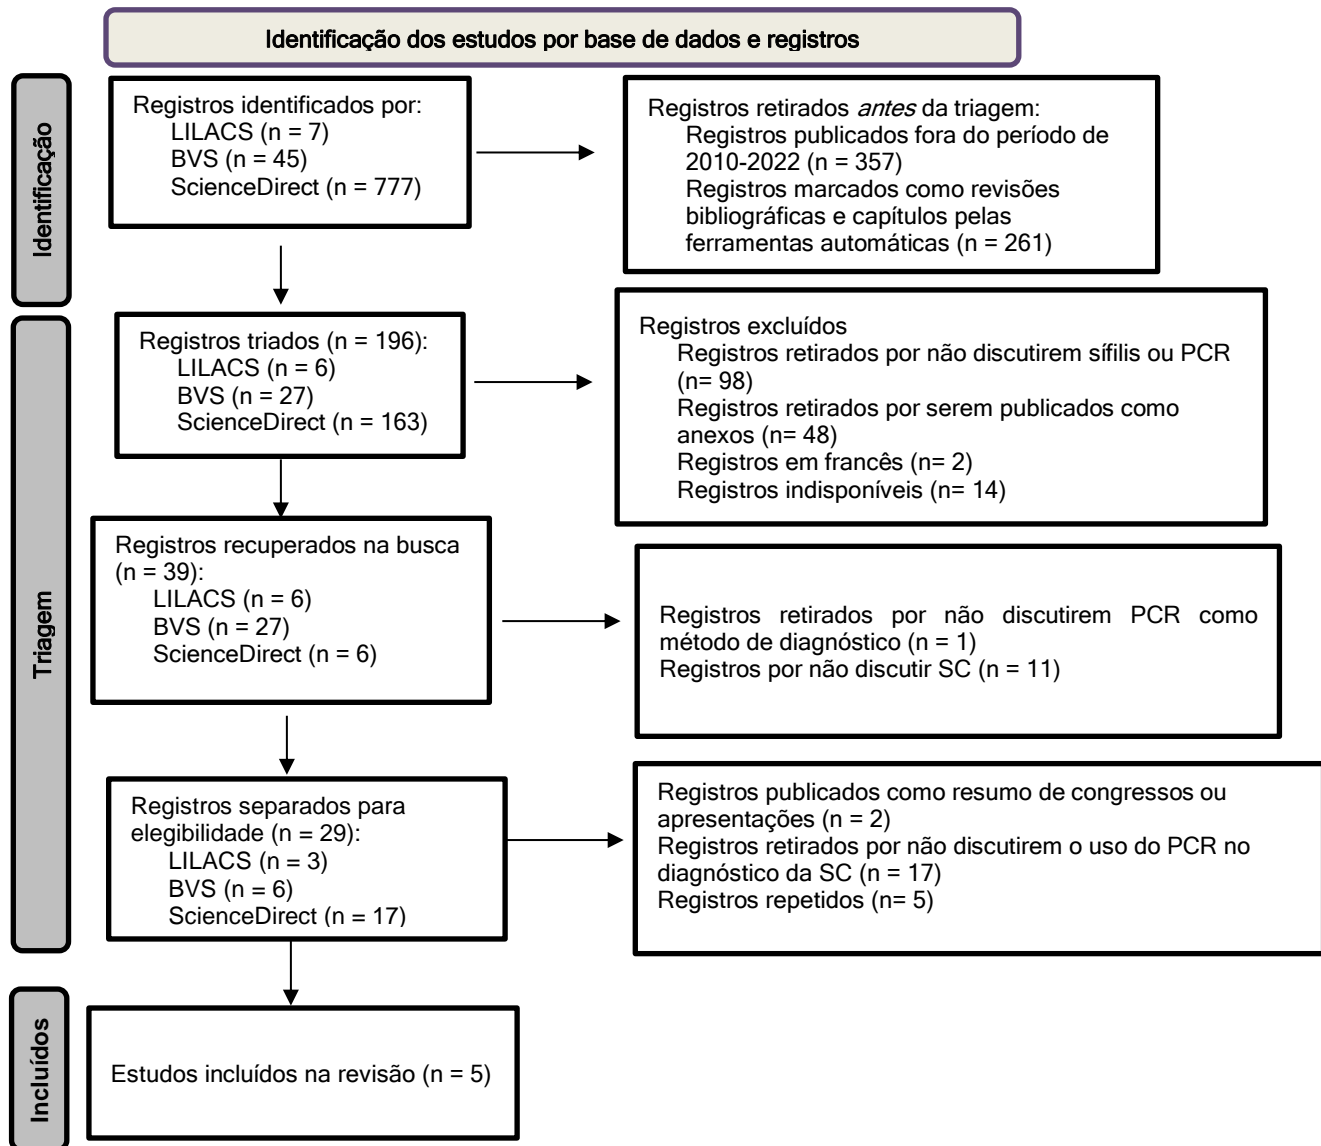 Identificação dos estudos por base de dados e registros
Identificação
Registros identificados por:
LILACS (n = 7)
BVS (n = 45)
ScienceDirect (n = 777)
Registros retirados antes da triagem:
Registros publicados fora do período de
2010-2022 (n = 357)
Registros marcados como revisões
bibliográficas e capítulos pelas
ferramentas automáticas (n = 261)
Triagem
Registros triados (n = 196):
LILACS (n = 6)
BVS (n = 27)
ScienceDirect (n = 163)
Registros excluídos
Registros retirados por não discutirem sífilis ou PCR
(n= 98)
Registros retirados por serem publicados como
anexos (n= 48)
Registros em francês (n= 2)
Registros indisponíveis (n= 14)
Registros recuperados na busca
(n = 39):
LILACS (n = 6)
BVS (n = 27)
ScienceDirect (n = 6)
Registros retirados por não discutirem PCR como
método de diagnóstico (n = 1)
Registros por não discutir SC (n = 11)
Registros separados para
elegibilidade (n = 29):
LILACS (n = 3)
BVS (n = 6)
ScienceDirect (n = 17)
Registros publicados como resumo de congressos ou
apresentações (n = 2)
Registros retirados por não discutirem o uso do PCR no
diagnóstico da SC (n = 17)
Registros repetidos (n= 5)
Incluídos
Estudos incluídos na revisão (n = 5)